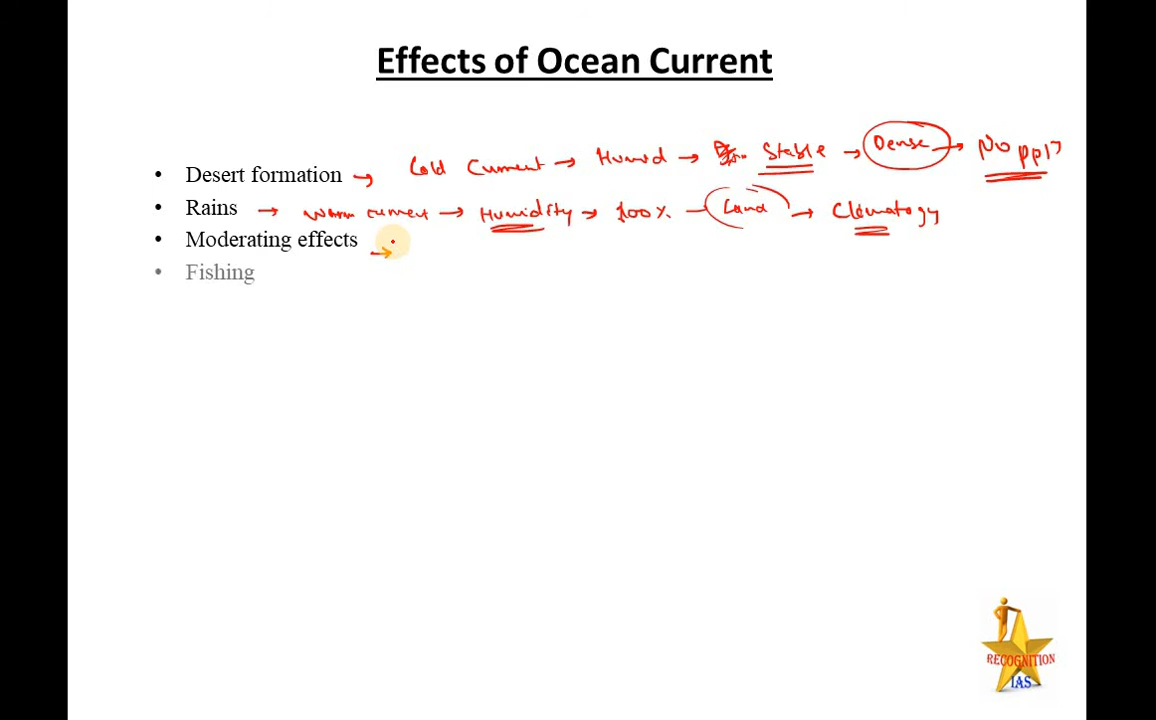 Effects of Ocean Current
• Desert formation → Cold Current → Humid → Stable → Dense → No ppt
• Rains → Warm current → Humidity → 100% → Land → Climatogy
• Moderating effects →
• Fishing
RECOGNITION
IAS